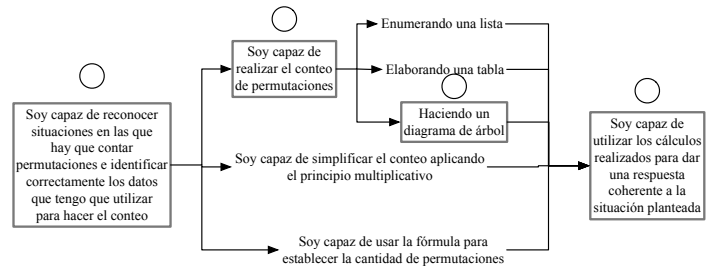 Soy capaz de reconocer
situaciones en las que
hay que contar
permutaciones e identificar
correctamente los datos
que tengo que utilizar
para hacer el conteo
Soy capaz de
realizar el conteo
de permutaciones
Enumerando una lista
Elaborando una tabla
Haciendo un
diagrama de árbol
Soy capaz de simplificar el conteo aplicando
el principio multiplicativo
Soy capaz de usar la fórmula para
establecer la cantidad de permutaciones
Soy capaz de
utilizar los cálculos
realizados para dar
una respuesta
coherente a la
situación planteada